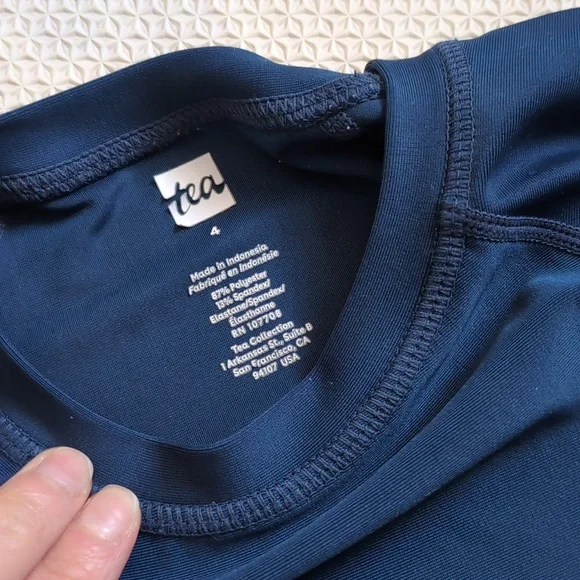 tea
4
Made in Indonesia
Fabriqué en Indonésie
87% Polyester
13% Spandex/
Elastane/Spandex/
Élasthanne
RN 107708
Tea Collection
1 Arkansas St., Suite B
San Francisco, CA
94107 USA